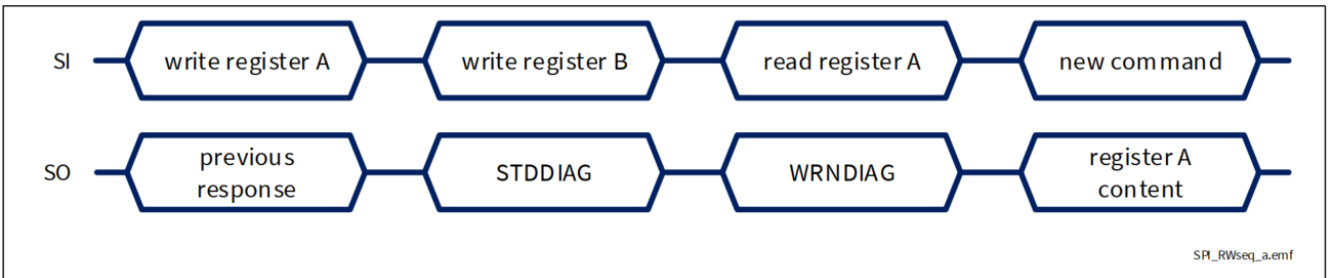 SI
write register A
write register B
read register A
new command
SO
previous
response
STDDIAG
WRNDIAG
register A
content
SPI_RWseq_a.emf